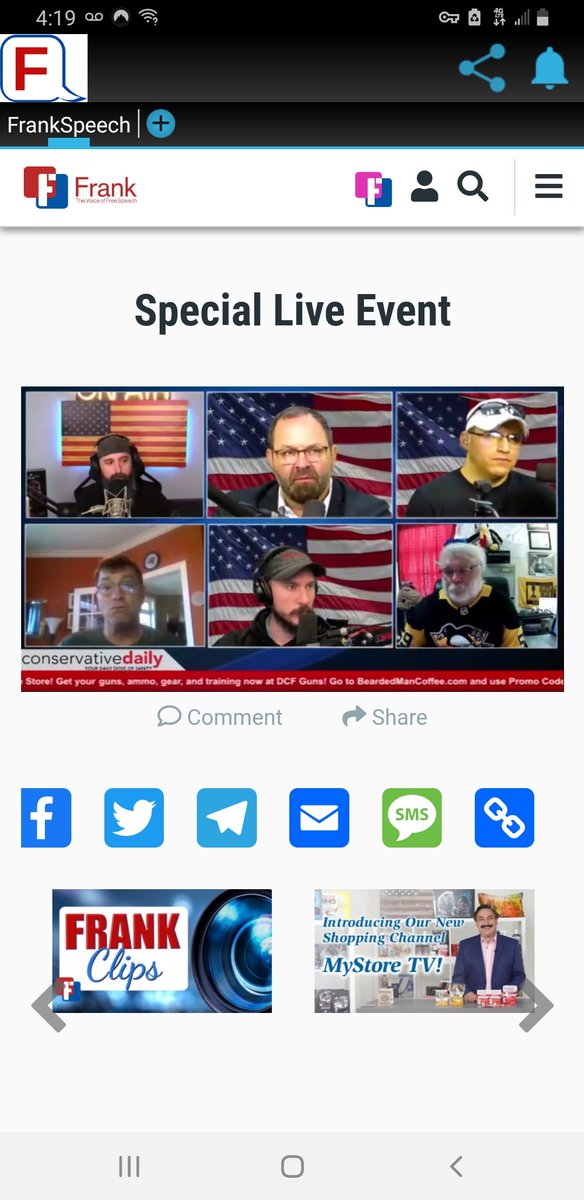 4:19
4G
F
FrankSpeech
Frank
The Voice of Free Speech
Special Live Event
ON AIR
conservativedaily
YOUR DAILY DOSE OF SANITY
e Store! Get your guns, ammo, gear, and training now at DCF Guns! Go to BeardedManCoffee.com and use Promo Code
Comment
Share
SMS
FRANK
Clips
Introducing Our New
Shopping Channel
MyStore TV!